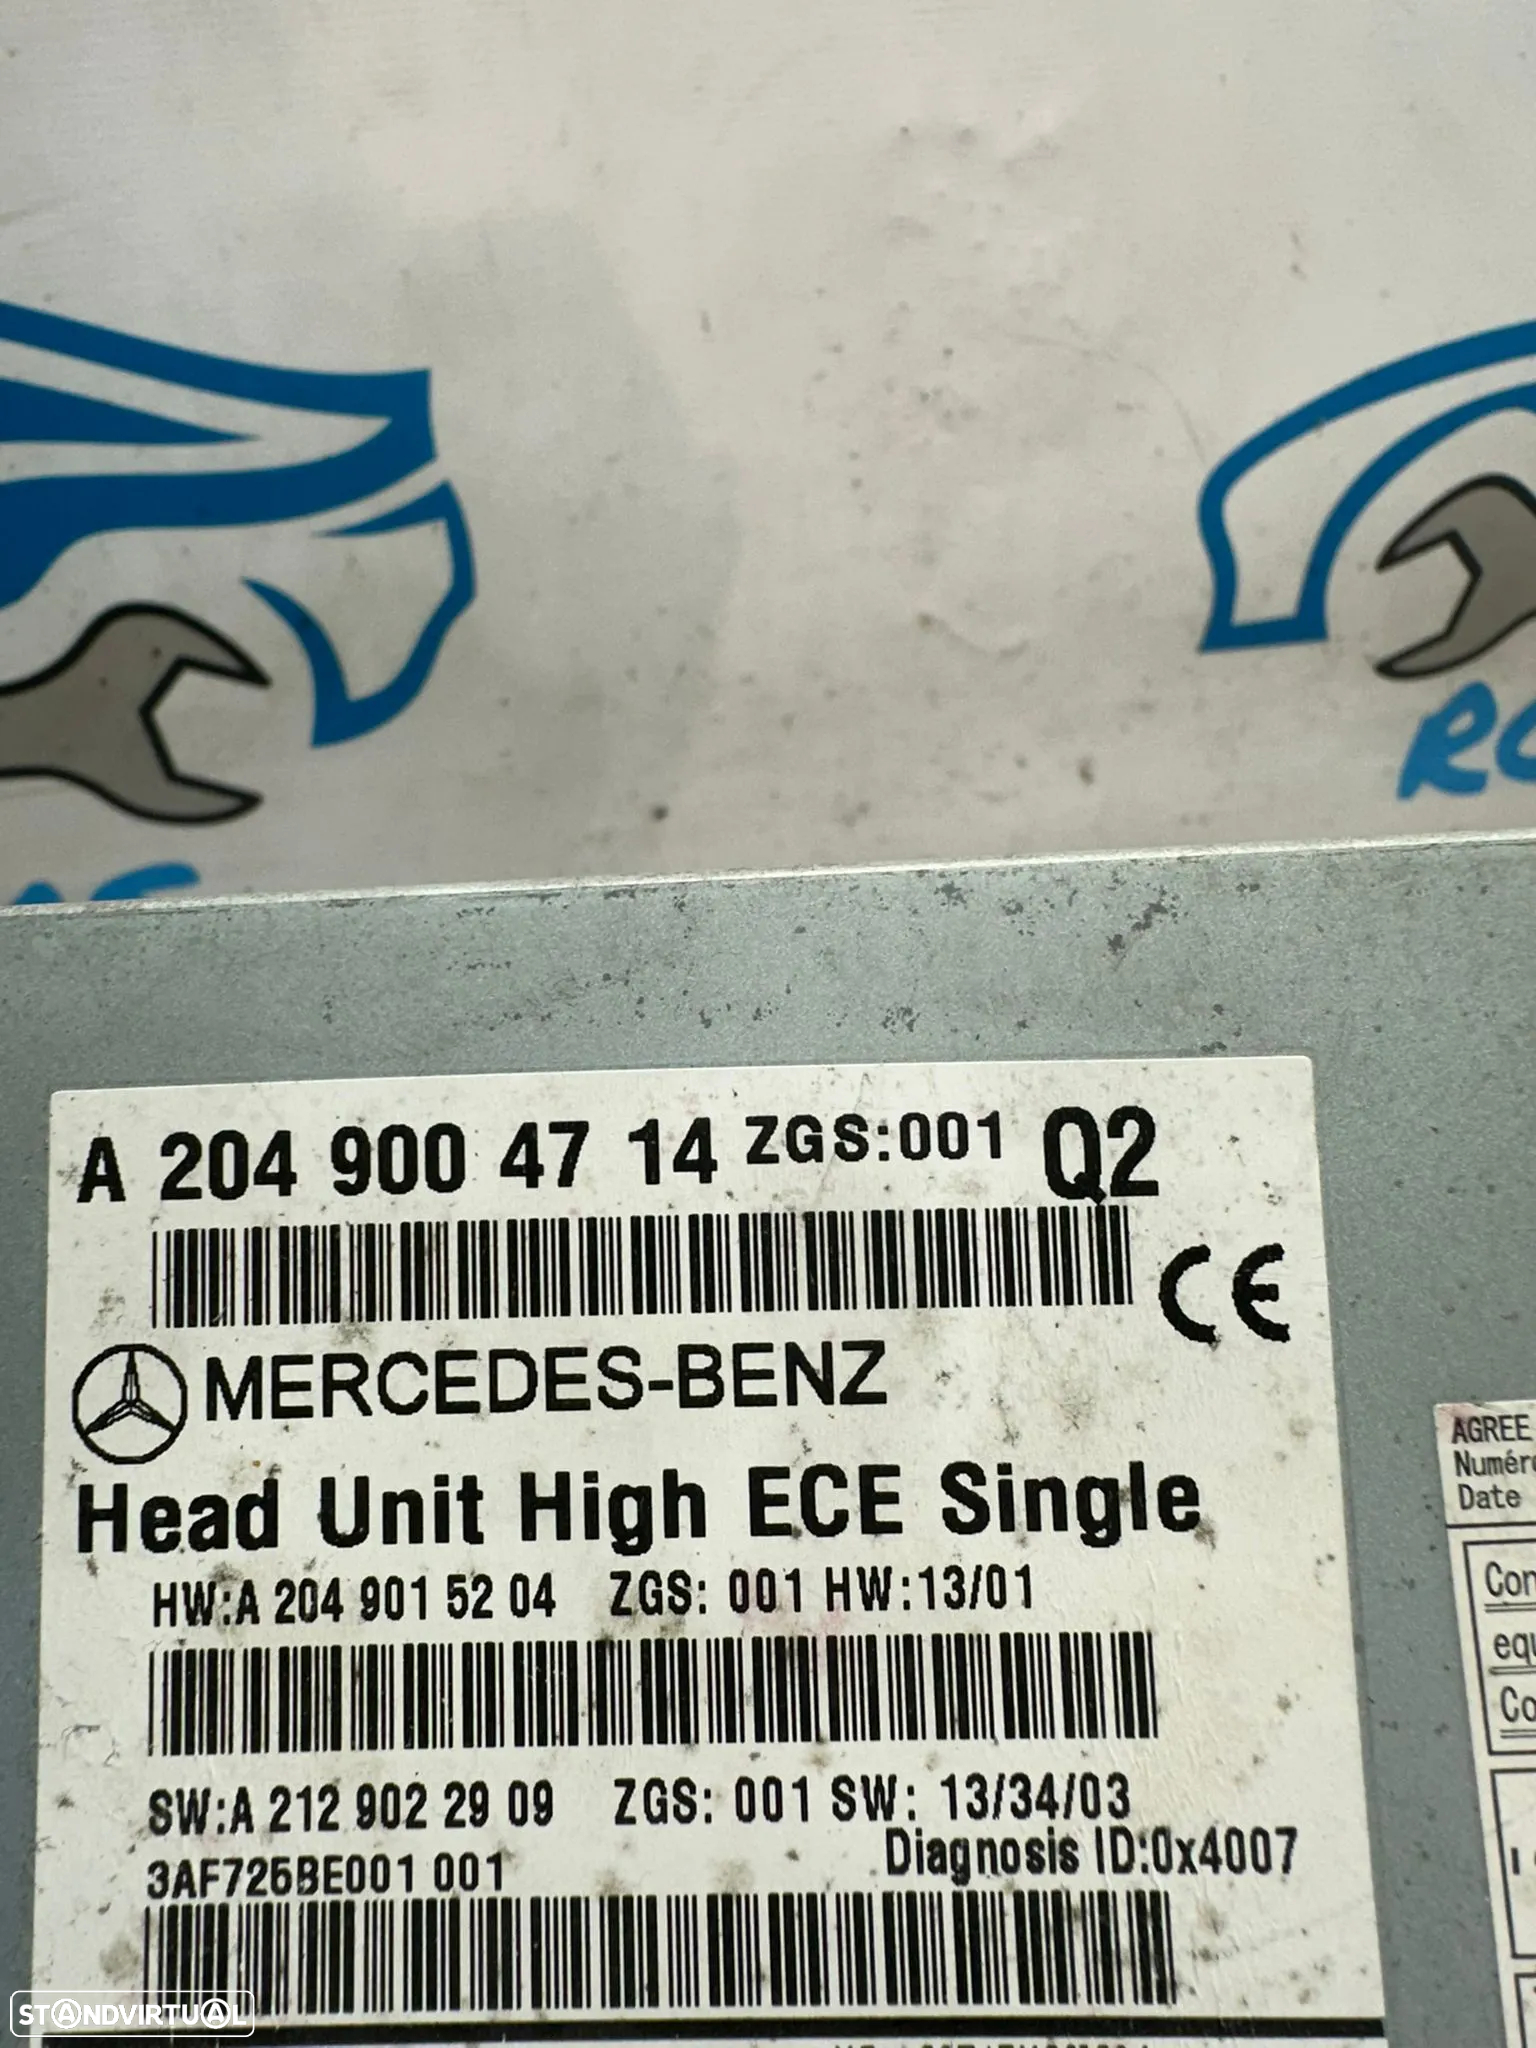 A 204 900 47 14 ZGS:001 Q2
CE
MERCEDES-BENZ
Head Unit High ECE Single
HW:A 204 901 52 04 ZGS: 001 HW:13/01
SW:A 212 902 29 09 ZGS: 001 SW: 13/34/03
Diagnosis ID:0x4007
3AF726BE001 001
AGREE
Date
STANDVIRTUAL